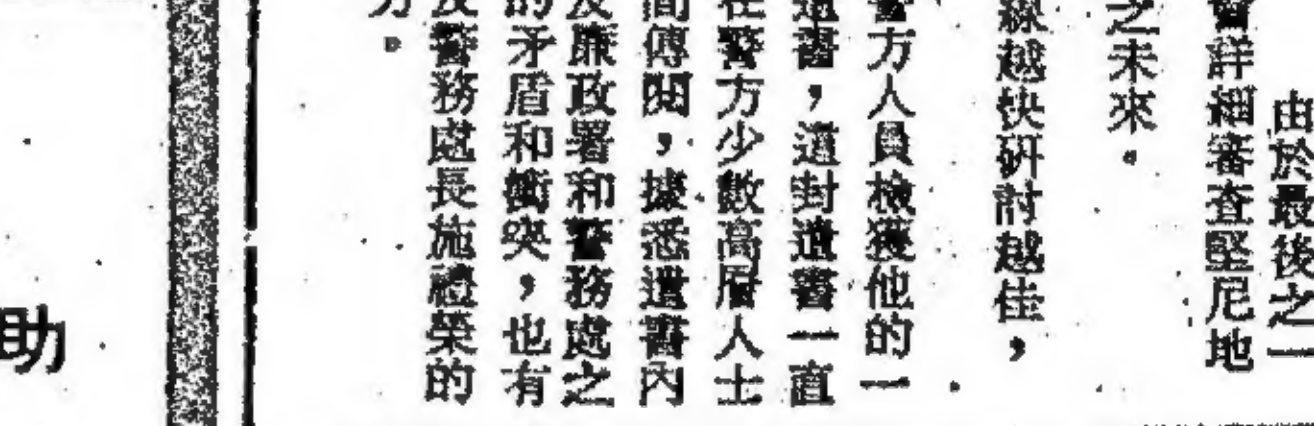 由於最後之一
會詳細審查堅尼地
之未來。
線越快研討越佳，
警方人員檢獲他的一
遺書，這封遺書一直
在警方少數高層人士
間傳閱，據悉遺書內
及廉政署和警務處之
的矛盾和衝突，也有
及警務處長施禮榮的
力。
助